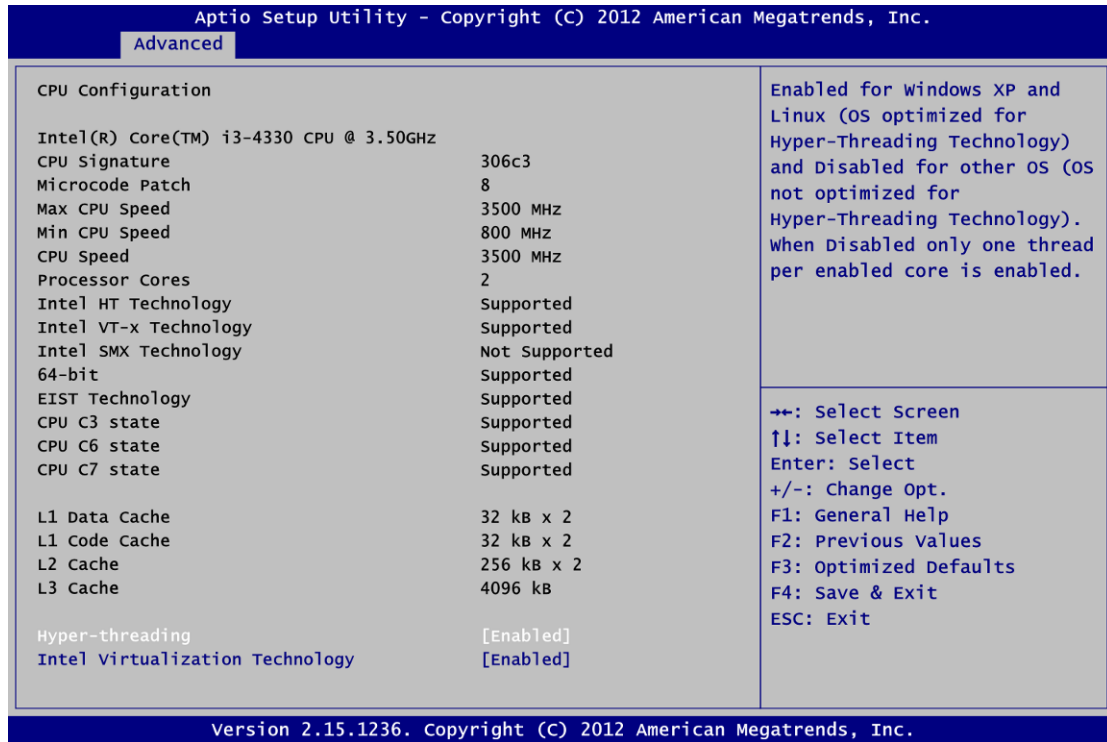 Aptio Setup Utility - Copyright (C) 2012 American Megatrends, Inc.
Advanced
CPU Configuration
Intel(R) Core(TM) i3-4330 CPU @ 3.50GHz
CPU Signature 306c3
Microcode Patch 8
Max CPU Speed 3500 MHz
Min CPU Speed 800 MHz
CPU Speed 3500 MHz
Processor Cores 2
Intel HT Technology Supported
Intel VT-x Technology Supported
Intel SMX Technology Not Supported
64-bit Supported
EIST Technology Supported
CPU C3 state Supported
CPU C6 state Supported
CPU C7 state Supported
L1 Data Cache 32 kB x 2
L1 Code Cache 32 kB x 2
L2 Cache 256 kB x 2
L3 Cache 4096 kB
Hyper-threading [Enabled]
Intel Virtualization Technology [Enabled]
Enabled for Windows XP and
Linux (OS optimized for
Hyper-Threading Technology)
and Disabled for other OS (OS
not optimized for
Hyper-Threading Technology).
When Disabled only one thread
per enabled core is enabled.
→←: Select Screen
↑↓: Select Item
Enter: Select
+/-: Change Opt.
F1: General Help
F2: Previous Values
F3: Optimized Defaults
F4: Save & Exit
ESC: Exit
Version 2.15.1236. Copyright (C) 2012 American Megatrends, Inc.